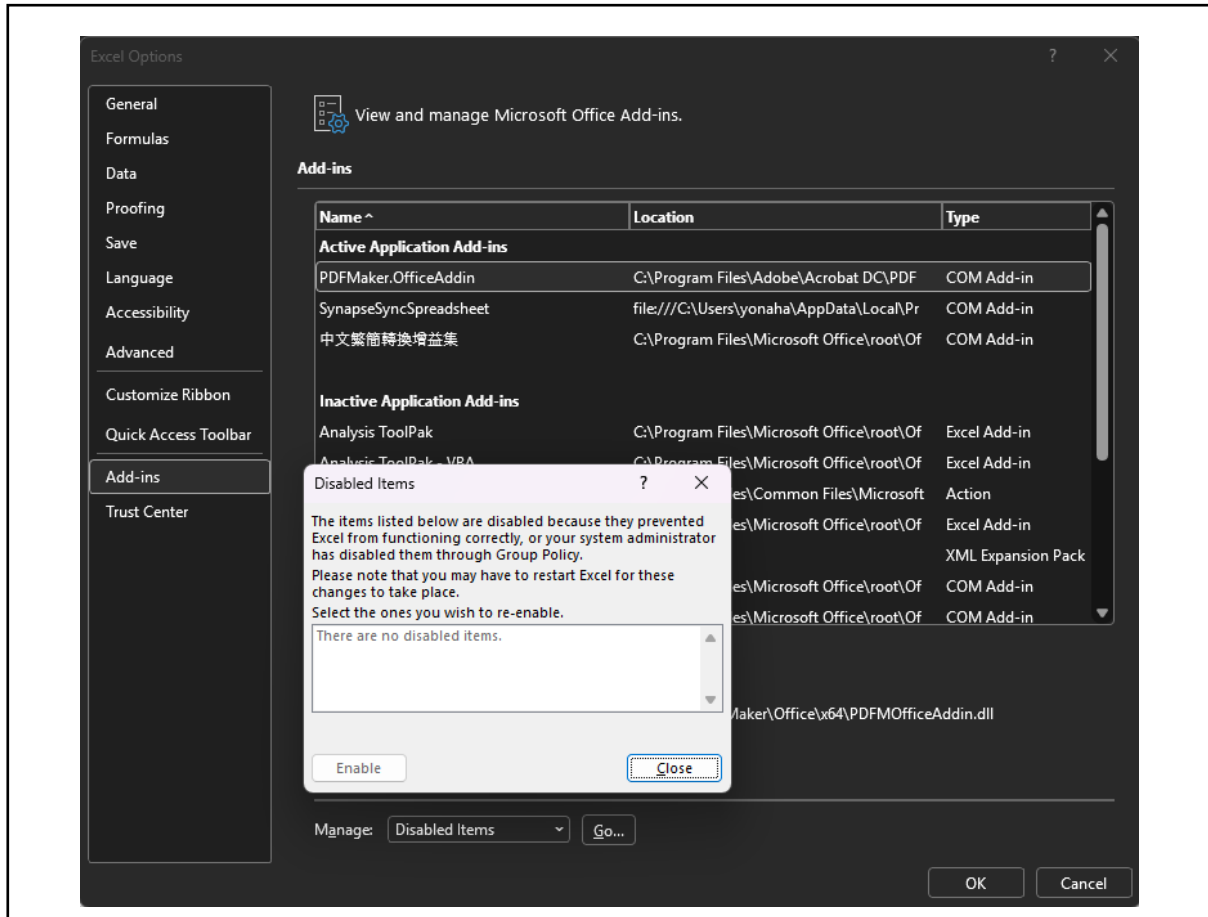 Excel Options ?
General
Formulas
Data
Proofing
Save
Language
Accessibility
Advanced
Customize Ribbon
Quick Access Toolbar
Add-ins
Trust Center
View and manage Microsoft Office Add-ins.
Add-ins
Name Location Type
Active Application Add-ins
PDFMaker.OfficeAddin C:\Program Files\Adobe\Acrobat DC\PDF COM Add-in
SynapseSyncSpreadsheet file:///C:\Users\yonaha\AppData\Local\Pr COM Add-in
中文繁簡轉換增益集 C:\Program Files\Microsoft Office\root\Of COM Add-in
Inactive Application Add-ins
Analysis ToolPak C:\Program Files\Microsoft Office\root\Of Excel Add-in
Analysis ToolPak - VBA C:\Program Files\Microsoft Office\root\Of Excel Add-in
es\Common Files\Microsoft Action
es\Microsoft Office\root\Of Excel Add-in
XML Expansion Pack
es\Microsoft Office\root\Of COM Add-in
es\Microsoft Office\root\Of COM Add-in
Maker\Office\x64\PDFMOfficeAddin.dll
Disabled Items ?
The items listed below are disabled because they prevented
Excel from functioning correctly, or your system administrator
has disabled them through Group Policy.
Please note that you may have to restart Excel for these
changes to take place.
Select the ones you wish to re-enable.
There are no disabled items.
Enable Close
Manage: Disabled Items Go...
OK Cancel